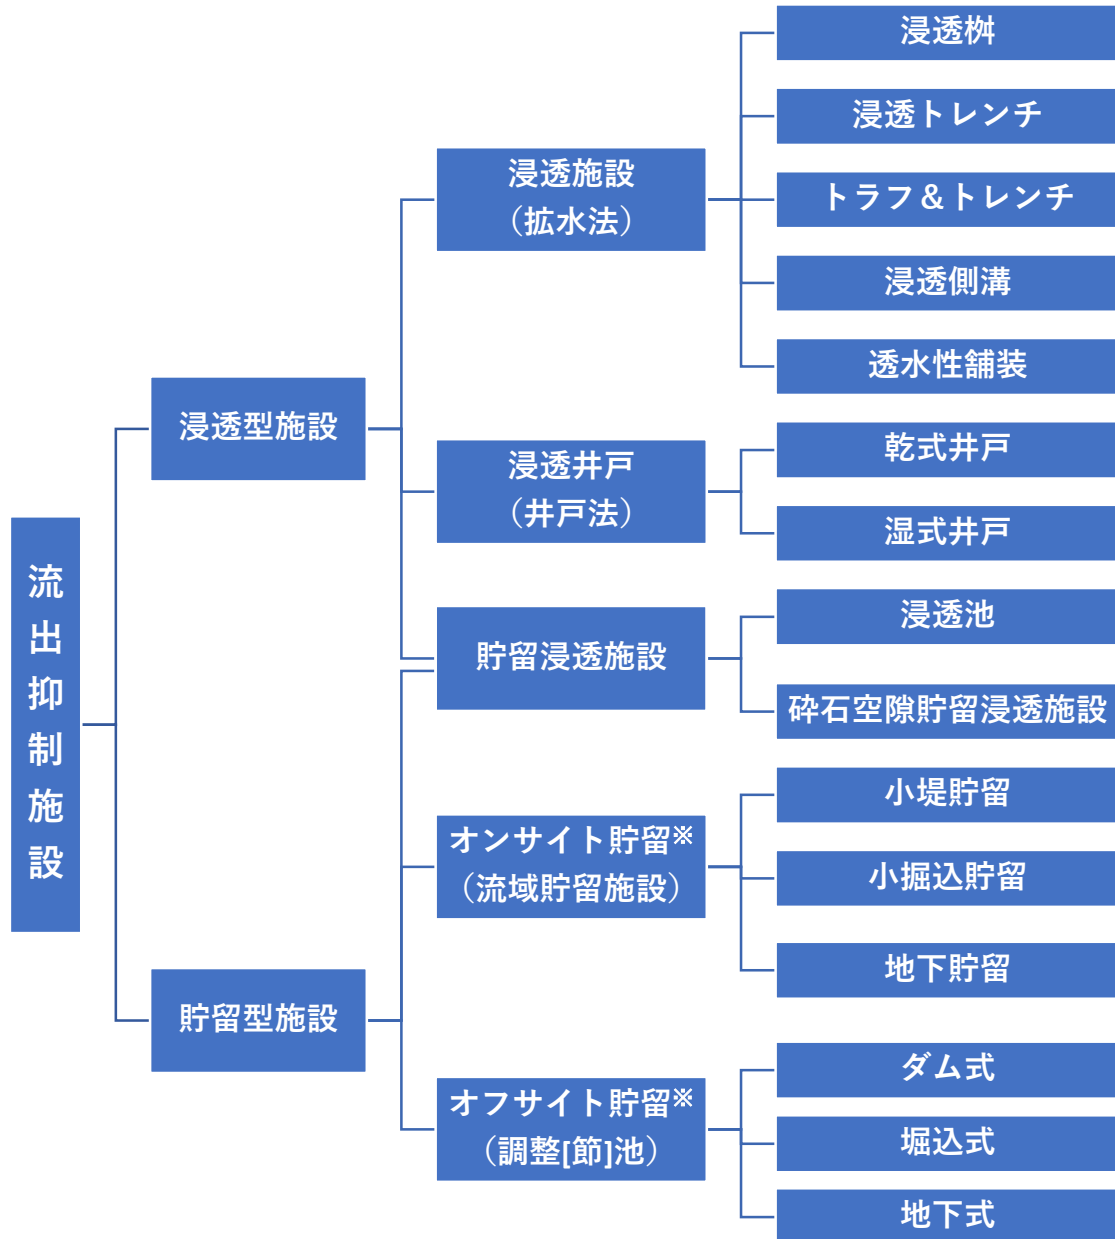 流出抑制施設
浸透型施設
浸透施設
（拡水法）
浸透桝
浸透トレンチ
トラフ＆トレンチ
浸透側溝
透水性舗装
浸透井戸
（井戸法）
乾式井戸
湿式井戸
貯留浸透施設
浸透池
砕石空隙貯留浸透施設
貯留型施設
オンサイト貯留※
（流域貯留施設）
小堤貯留
小掘込貯留
地下貯留
オフサイト貯留※
（調整[節]池）
ダム式
堀込式
地下式